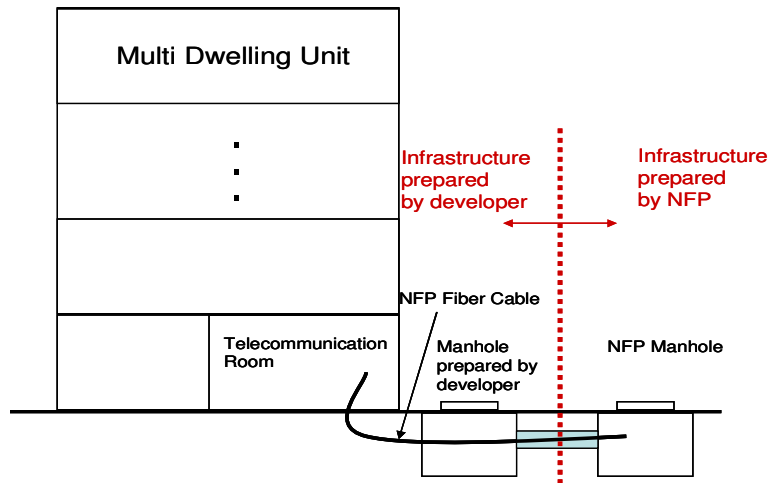 Multi Dwelling Unit
Infrastructure
prepared
by developer
Infrastructure
prepared
by NFP
NFP Fiber Cable
Telecommunication
Room
Manhole
prepared by
developer
NFP Manhole